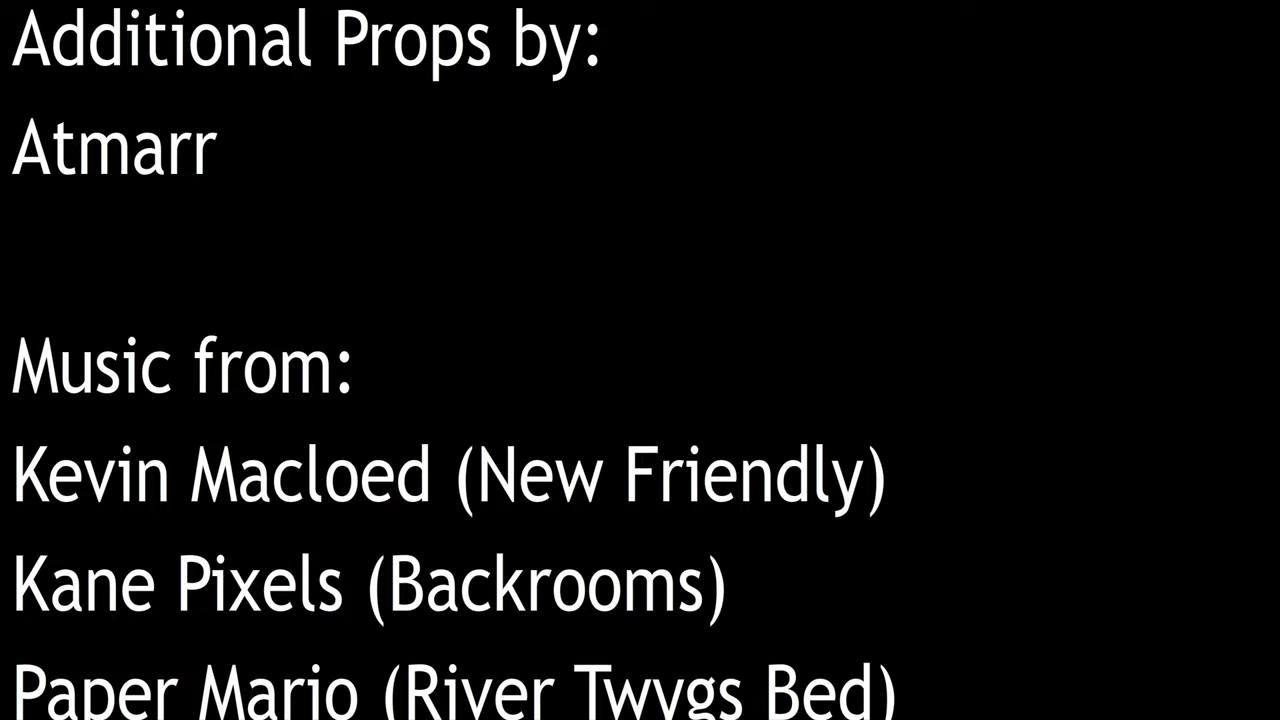 Additional Props by:
Atmarr
Music from:
Kevin Macloed (New Friendly)
Kane Pixels (Backrooms)
Paper Mario (River Twygs Bed)